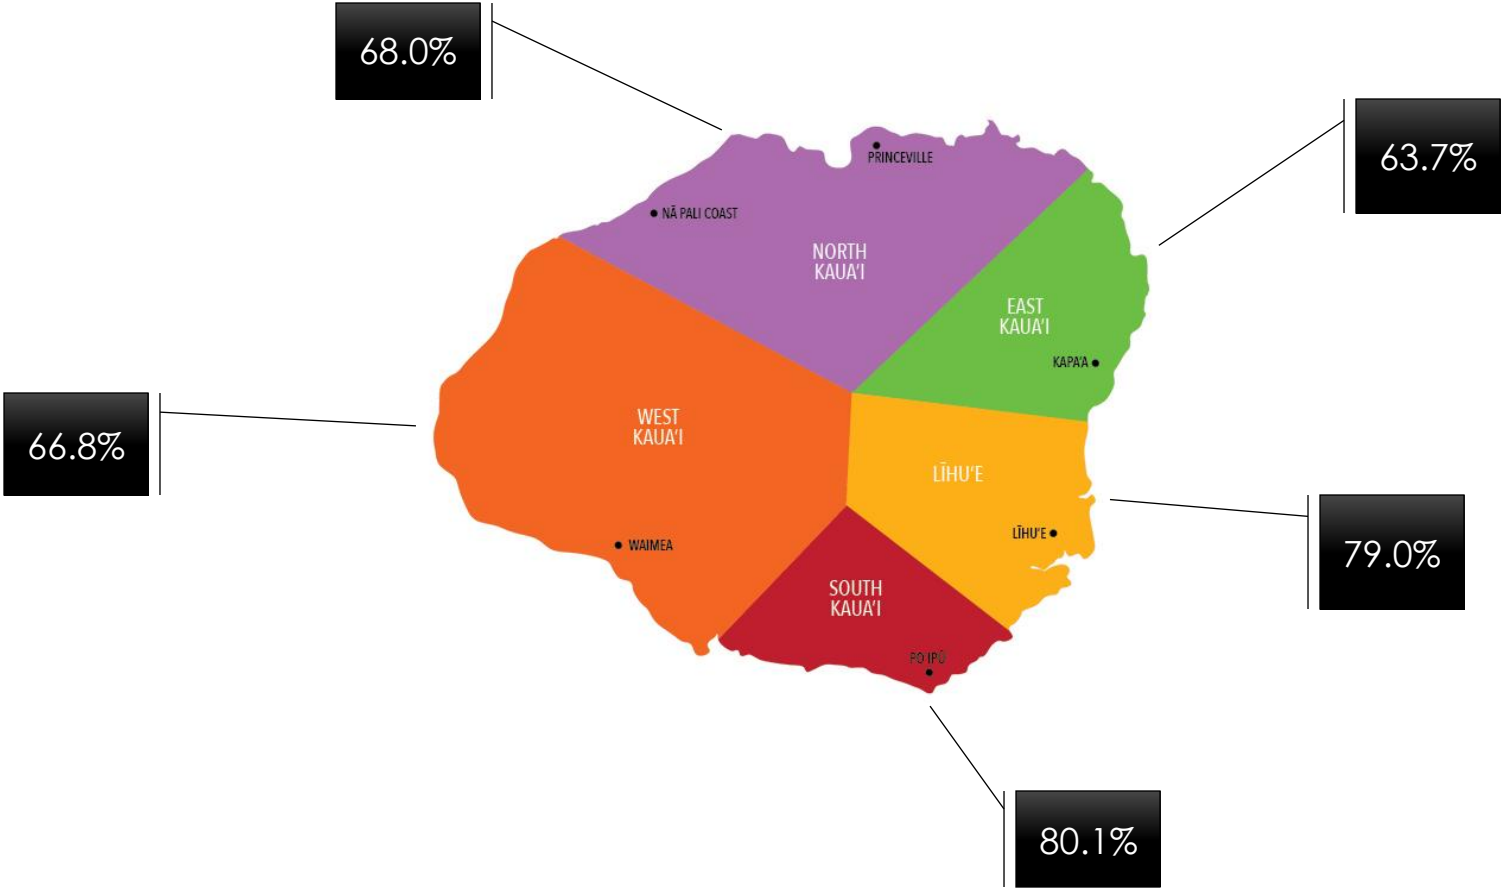 68.0%
63.7%
PRINCEVILLE
NĀ PALI COAST
NORTH
KAUA‘I
EAST
KAUA‘I
KAPA‘A
66.8%
WEST
KAUA‘I
LĪHU‘E
LĪHU‘E
79.0%
WAIMEA
SOUTH
KAUA‘I
PO IPŪ
80.1%